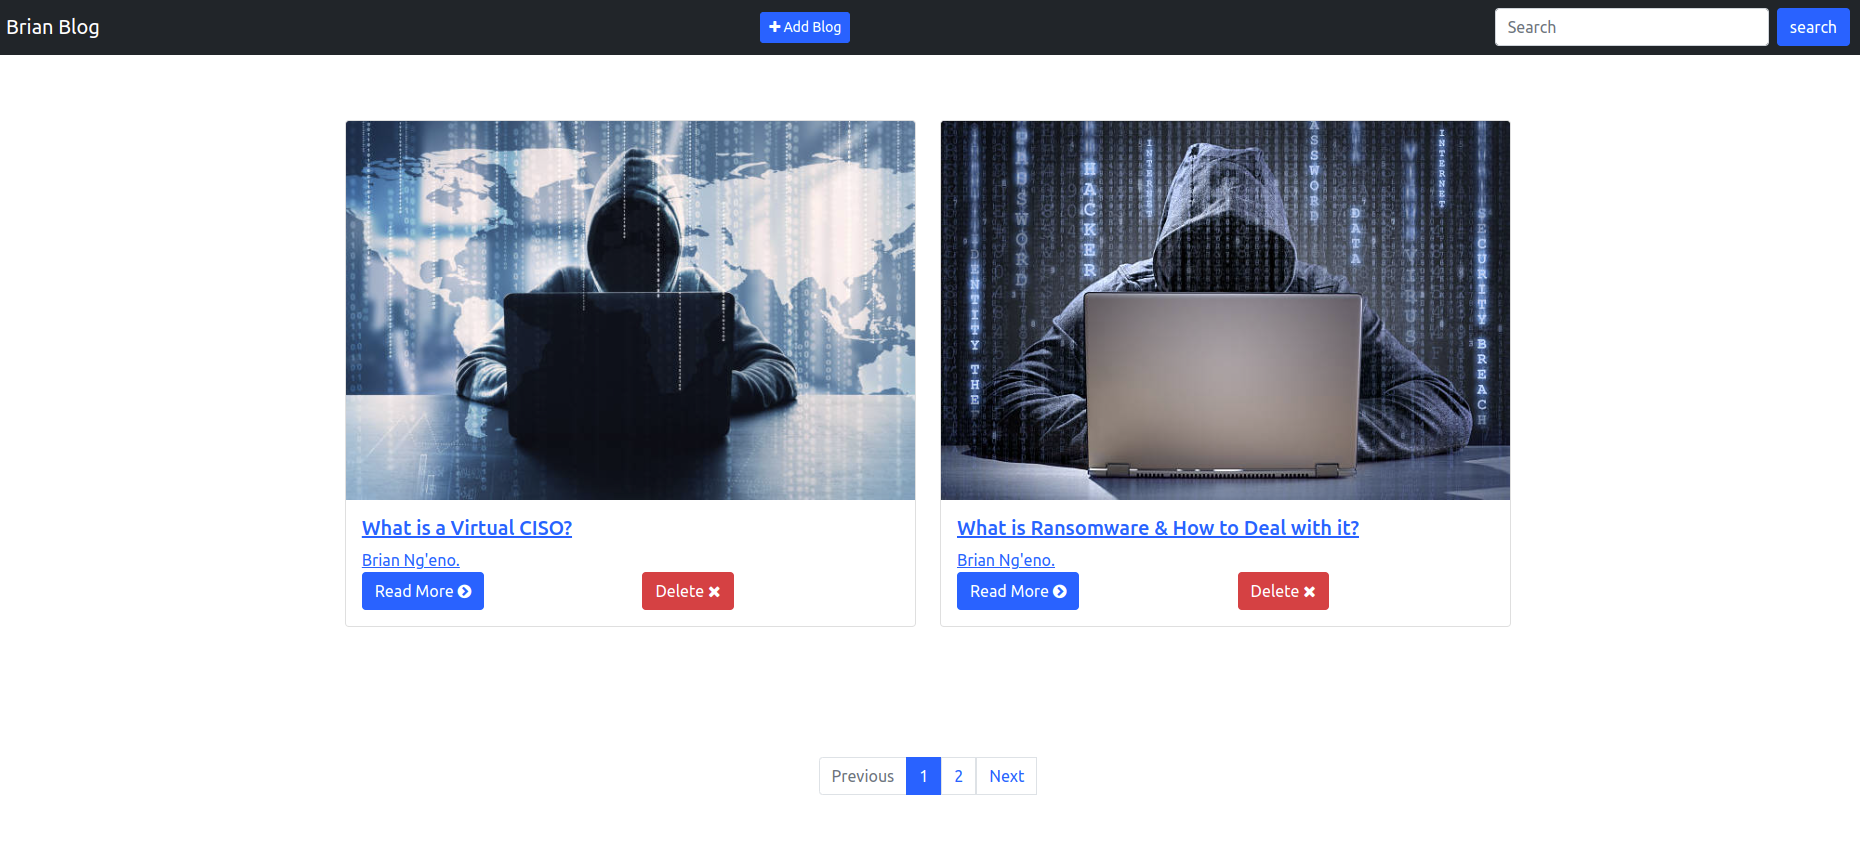 Brian Blog
Add Blog
Search
search
PASSWORD
HACKER
INTERNET
PASSWORD
DATA
VIRUS
INTERNET
SECURITY BREACH
IDENTITY THE
What is a Virtual CISO?
What is Ransomware & How to Deal with it?
Brian Ng'eno.
Brian Ng'eno.
Read More
Delete
Read More
Delete
Previous
1
2
Next